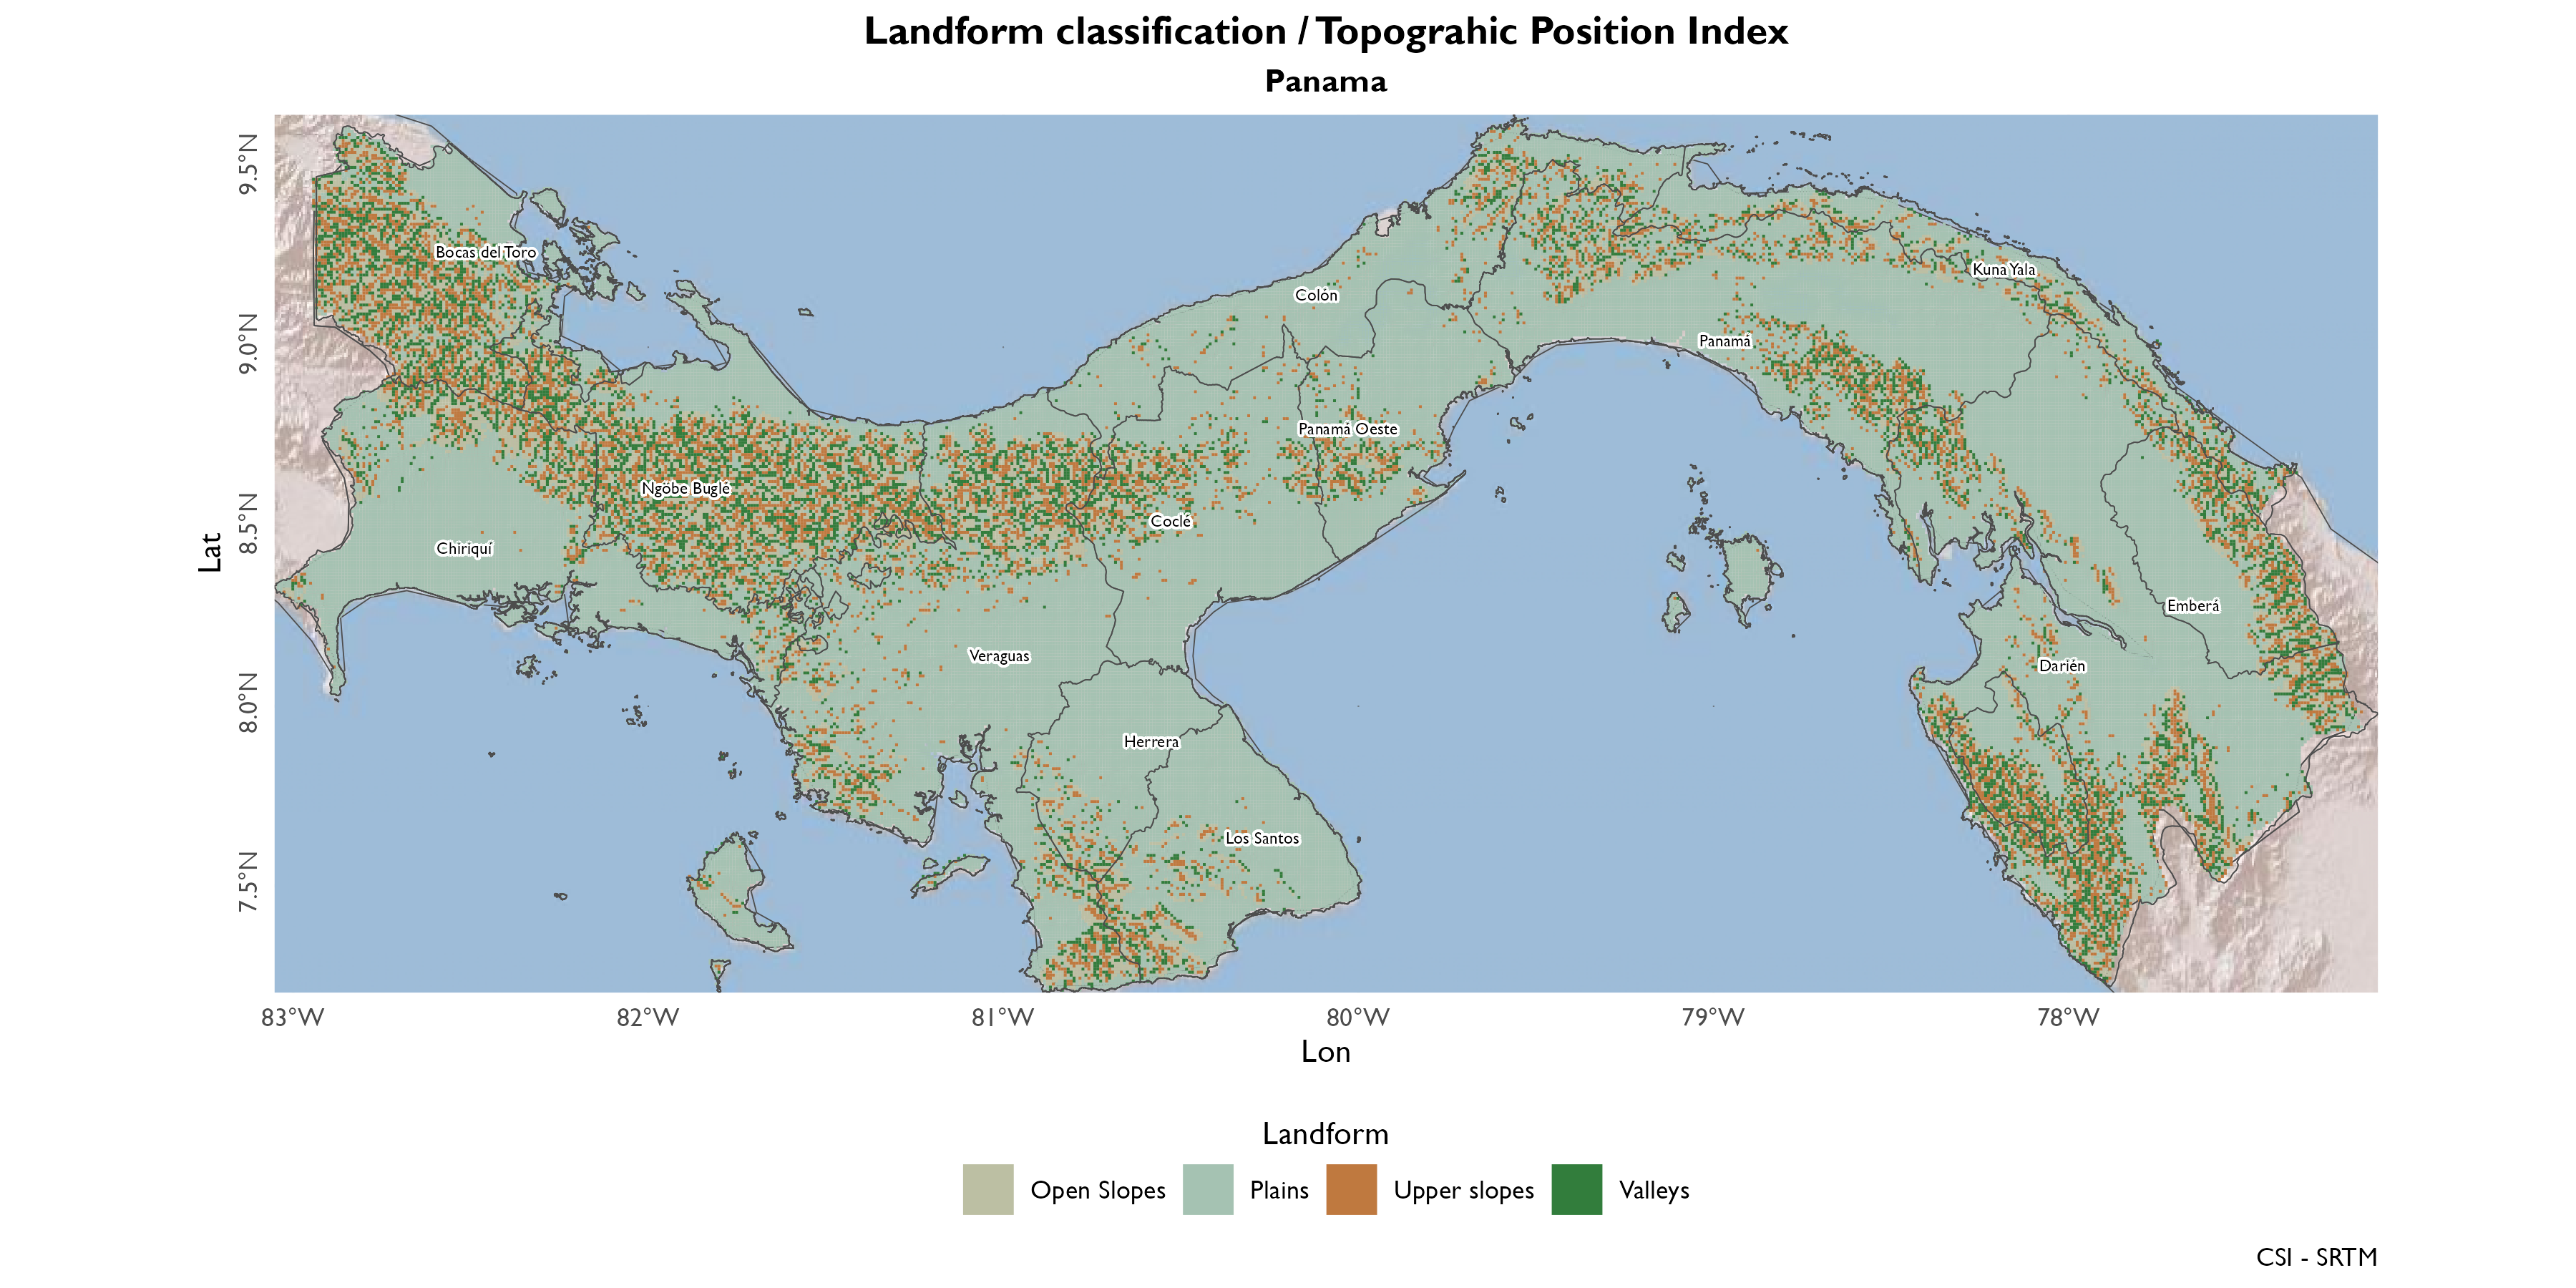 Landform classification / Topograhic Position Index
Panama
9.5°N
9.0°N
8.5°N
8.0°N
7.5°N
Lat
Bocas del Toro
Kuna Yala
Colón
Panamá
Panamá Oeste
Ngöbe Buglé
Coclé
Chiriquí
Emberá
Veraguas
Darién
Herrera
Los Santos
83°W 82°W 81°W 80°W 79°W 78°W
Lon
Landform
Open Slopes Plains Upper slopes Valleys
CSI - SRTM